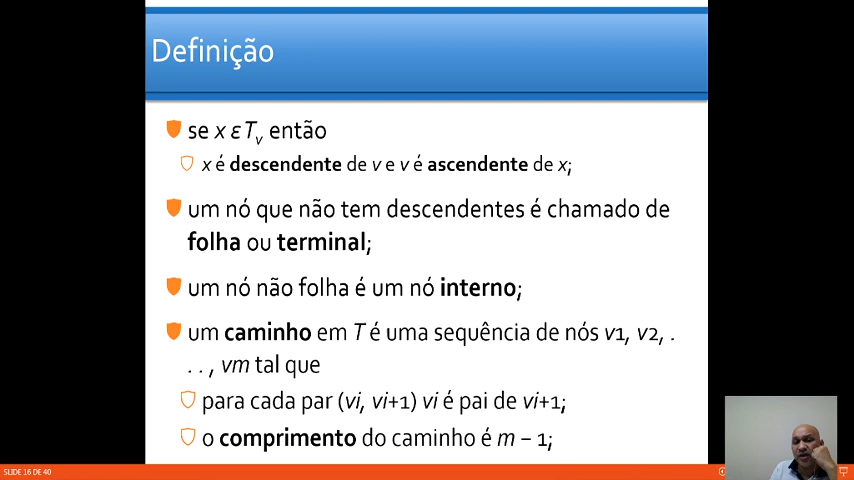 Definição
se x ε Tv então
x é descendente de v e v é ascendente de x;
um nó que não tem descendentes é chamado de
folha ou terminal;
um nó não folha é um nó interno;
um caminho em T é uma sequência de nós v1, v2, .
. . , vm tal que
para cada par (vi, vi+1) vi é pai de vi+1;
o comprimento do caminho é m – 1;
SLIDE 16 DE 40